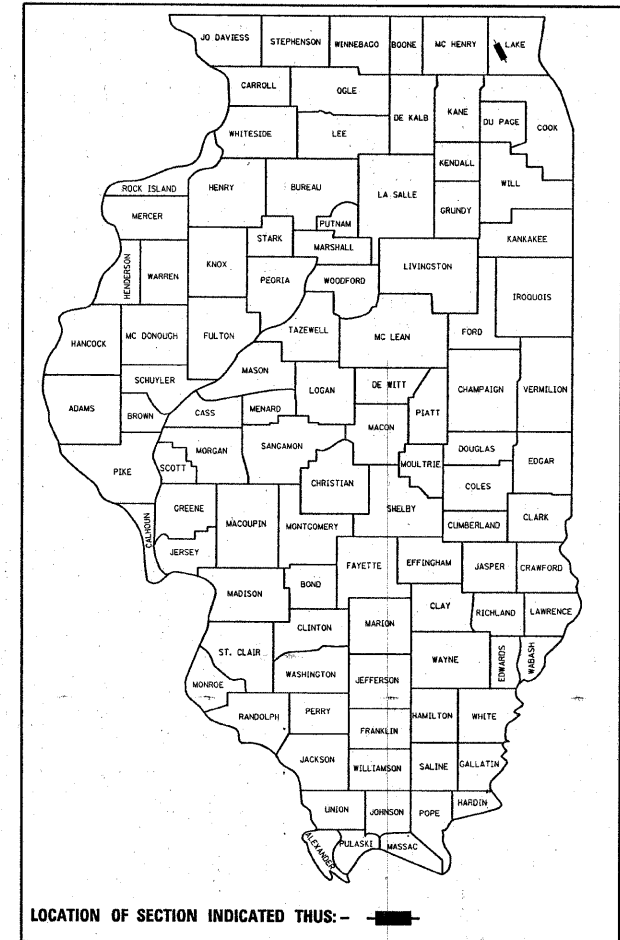 JO DAVIESS
STEPHENSON
WINNEBAGO
BOONE
MC HENRY
LAKE
CARROLL
OGLE
DE KALB
KANE
DU PAGE
COOK
WHITESIDE
LEE
KENDALL
WILL
ROCK ISLAND
HENRY
BUREAU
LA SALLE
GRUNDY
MERCER
PUTNAM
STARK
MARSHALL
KANKAKEE
HENDERSON
WARREN
KNOX
PEORIA
WOODFORD
LIVINGSTON
IROQUOIS
HANCOCK
MC DONOUGH
FULTON
TAZEWELL
MC LEAN
FORD
SCHUYLER
MASON
LOGAN
DE WITT
CHAMPAIGN
VERMILION
ADAMS
BROWN
CASS
MENARD
PIATT
MACON
MORGAN
SANGAMON
DOUGLAS
EDGAR
PIKE
SCOTT
CHRISTIAN
MOULTRIE
COLES
CALHOUN
GREENE
MACOUPIN
MONTGOMERY
SHELBY
CUMBERLAND
CLARK
JERSEY
FAYETTE
EFFINGHAM
JASPER
CRAWFORD
MADISON
BOND
CLAY
RICHLAND
LAWRENCE
CLINTON
MARION
ST. CLAIR
WAYNE
EDWARDS
WABASH
MONROE
WASHINGTON
JEFFERSON
RANDOLPH
PERRY
HAMILTON
WHITE
FRANKLIN
JACKSON
WILLIAMSON
SALINE
GALLATIN
UNION
JOHNSON
POPE
HARDIN
ALEXANDER
PULASKI
MASSAC
LOCATION OF SECTION INDICATED THUS: -